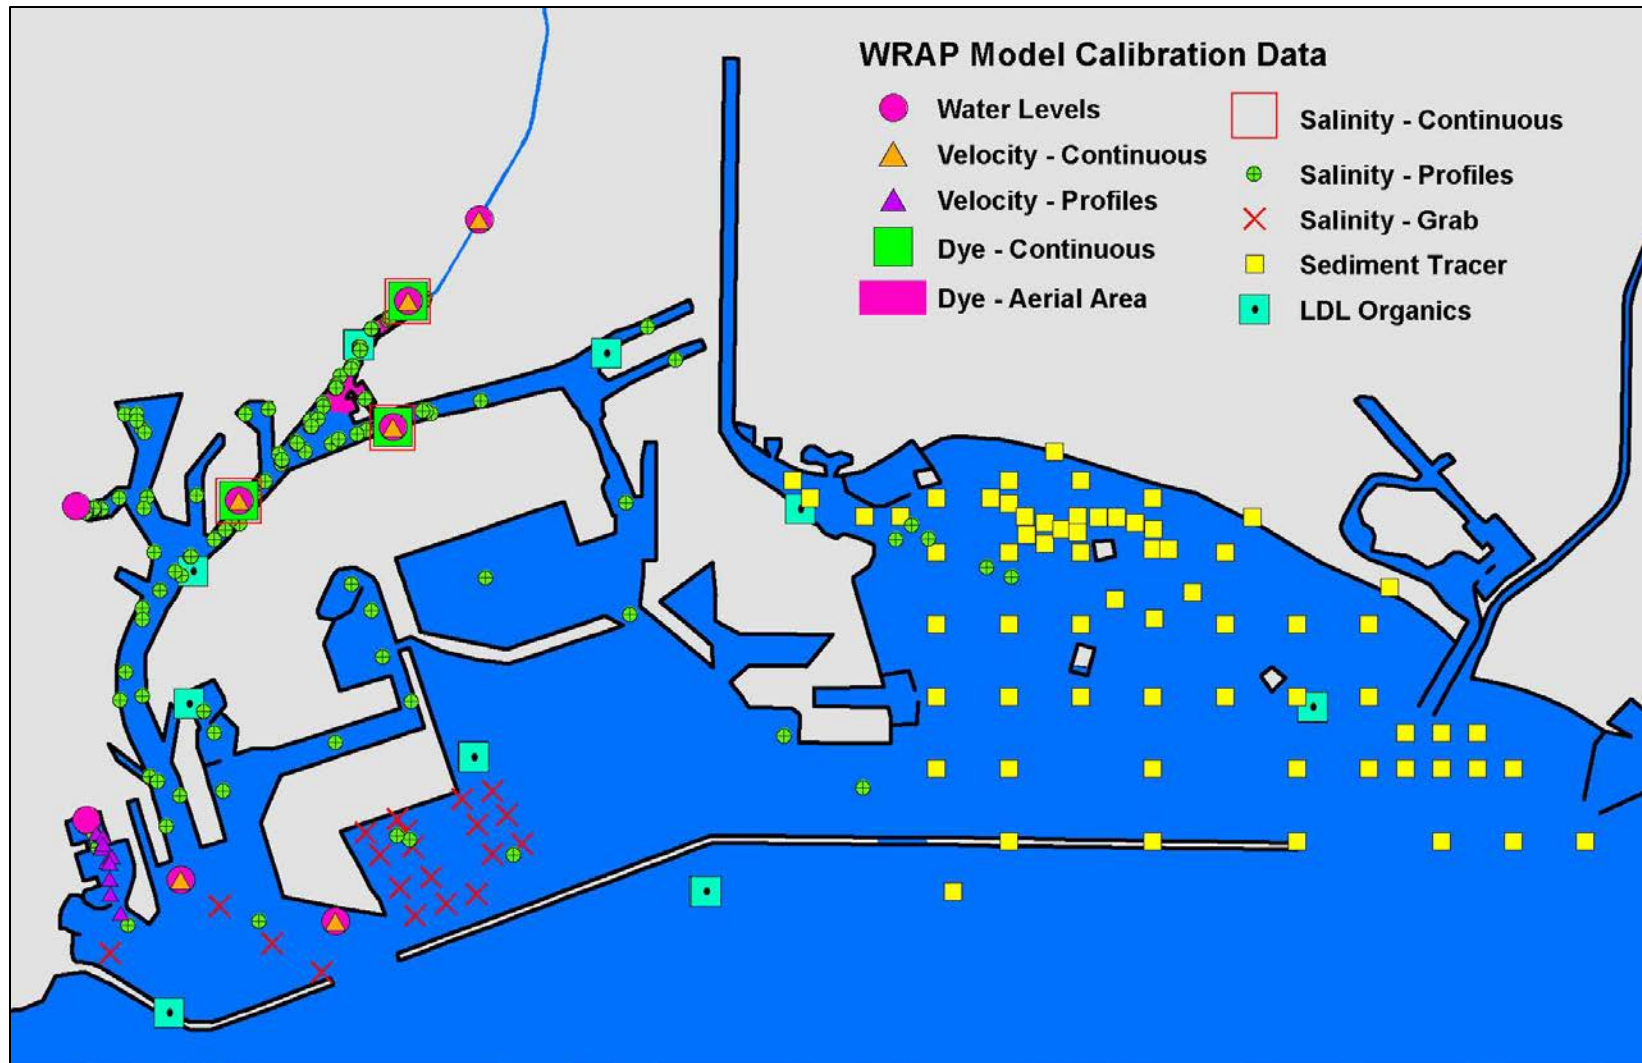 WRAP Model Calibration Data
Water Levels
Velocity - Continuous
Velocity - Profiles
Dye - Continuous
Dye - Aerial Area
Salinity - Continuous
Salinity - Profiles
Salinity - Grab
Sediment Tracer
LDL Organics